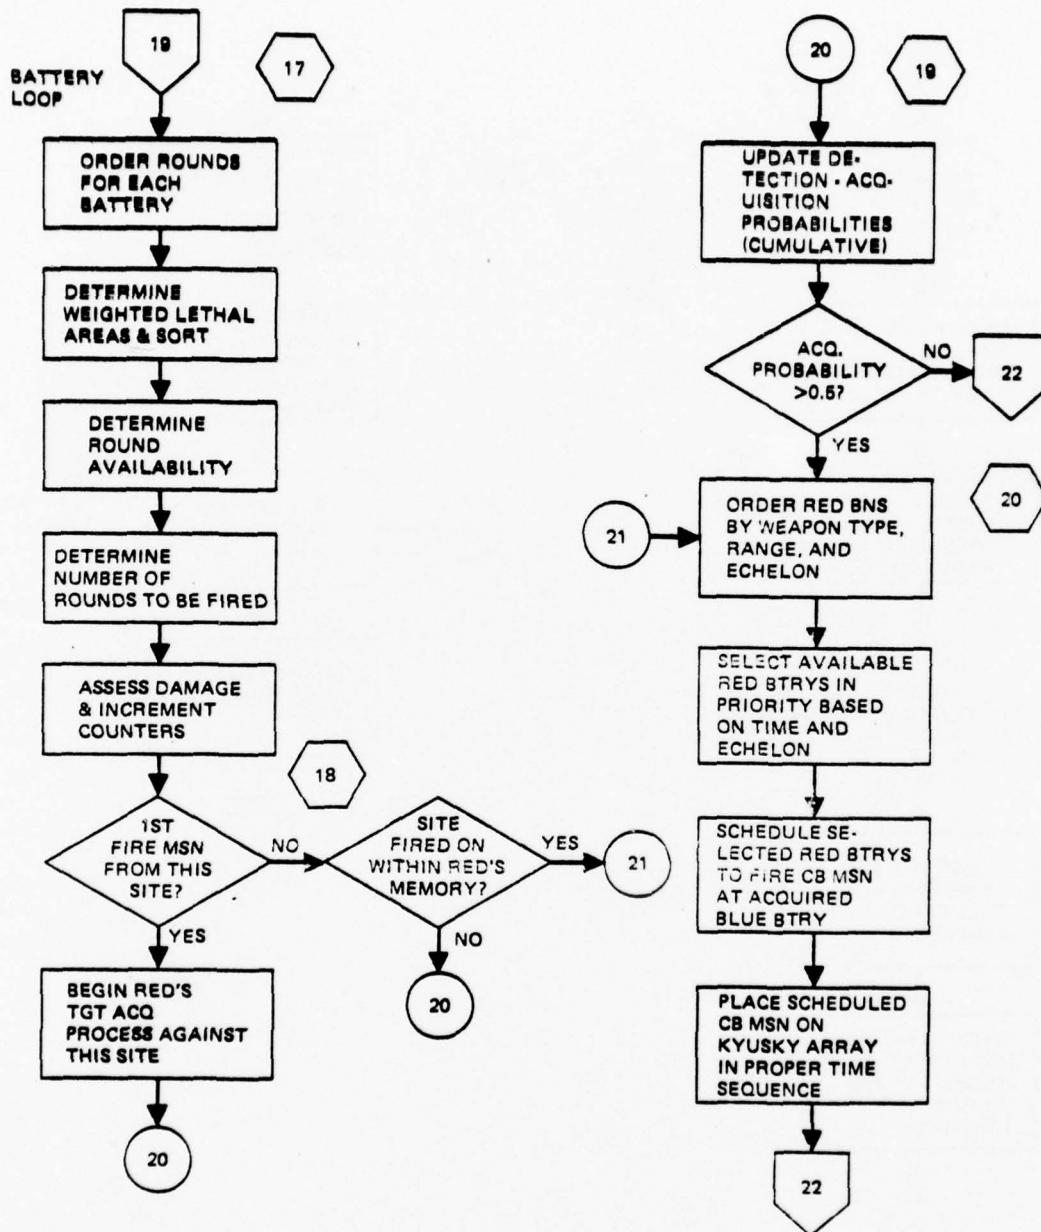 19
17
BATTERY
LOOP
ORDER ROUNDS
FOR EACH
BATTERY
DETERMINE
WEIGHTED LETHAL
AREAS & SORT
DETERMINE
ROUND
AVAILABILITY
DETERMINE
NUMBER OF
ROUNDS TO BE FIRED
ASSESS DAMAGE
& INCREMENT
COUNTERS
18
1ST
FIRE MSN
FROM THIS
SITE?
NO
SITE
FIRED ON
WITHIN RED'S
MEMORY?
YES
21
NO
20
YES
BEGIN RED'S
TGT ACQ
PROCESS AGAINST
THIS SITE
20
20
19
UPDATE DE-
TECTION - ACQ-
UISITION
PROBABILITIES
(CUMULATIVE)
ACQ.
PROBABILITY
>0.5?
NO
22
YES
20
21
ORDER RED BNS
BY WEAPON TYPE,
RANGE, AND
ECHELON
SELECT AVAILABLE
RED BTRYS IN
PRIORITY BASED
ON TIME AND
ECHELON
SCHEDULE SE-
LECTED RED BTRYS
TO FIRE CB MSN
AT ACQUIRED
BLUE BTRY
PLACE SCHEDULED
CB MSN ON
KYUSKY ARRAY
IN PROPER TIME
SEQUENCE
22